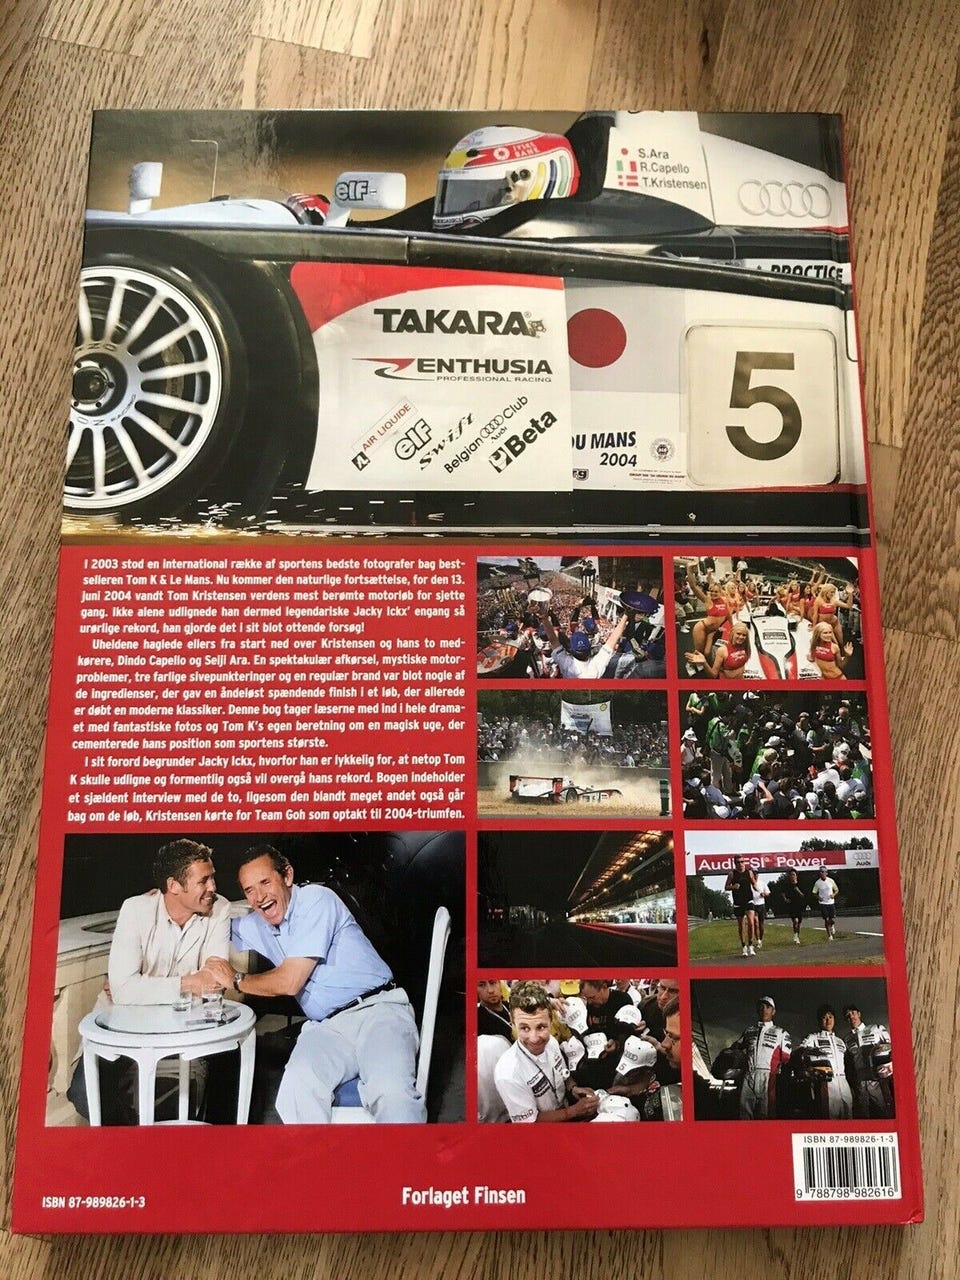 JYSKE BANK
elf
S.Ara
R.Capello
T.Kristensen
PRACTICE
TAKARA
ENTHUSIA
PROFESSIONAL RACING
AIR LIQUIDE
elf
Swift
Belgian Audi Club
Beta
DU MANS
2004
5
I 2003 stod en international række af sportens bedste fotografer bag best-
selleren Tom K & Le Mans. Nu kommer den naturlige fortsættelse, for den 13.
juni 2004 vandt Tom Kristensen verdens mest berømte motorløb for sjette
gang. Ikke alene udlignede han dermed legendariske Jacky Ickx' engang så
urørlige rekord, han gjorde det i sit blot ottende forsøg!
Uheldene haglede ellers fra start ned over Kristensen og hans to med-
kørere, Dindo Capello og Seiji Ara. En spektakulær afkørsel, mystiske motor-
problemer, tre farlige sivepunkteringer og en regulær brand var blot nogle af
de ingredienser, der gav en åndeløst spændende finish i et løb, der allerede
er døbt en moderne klassiker. Denne bog tager læserne med ind i hele drama-
et med fantastiske fotos og Tom K's egen beretning om en magisk uge, der
cementerede hans position som sportens største.
I sit forord begrunder Jacky Ickx, hvorfor han er lykkelig for, at netop Tom
K skulle udligne og formentlig også vil overgå hans rekord. Bogen indeholder
et sjældent interview med de to, ligesom den blandt meget andet også går
bag om de løb, Kristensen kørte for Team Goh som optakt til 2004-triumfen.
Audi FSI® Power
Audi
ISBN 87-989826-1-3
Forlaget Finsen
ISBN 87-989826-1-3
9 788798 982616